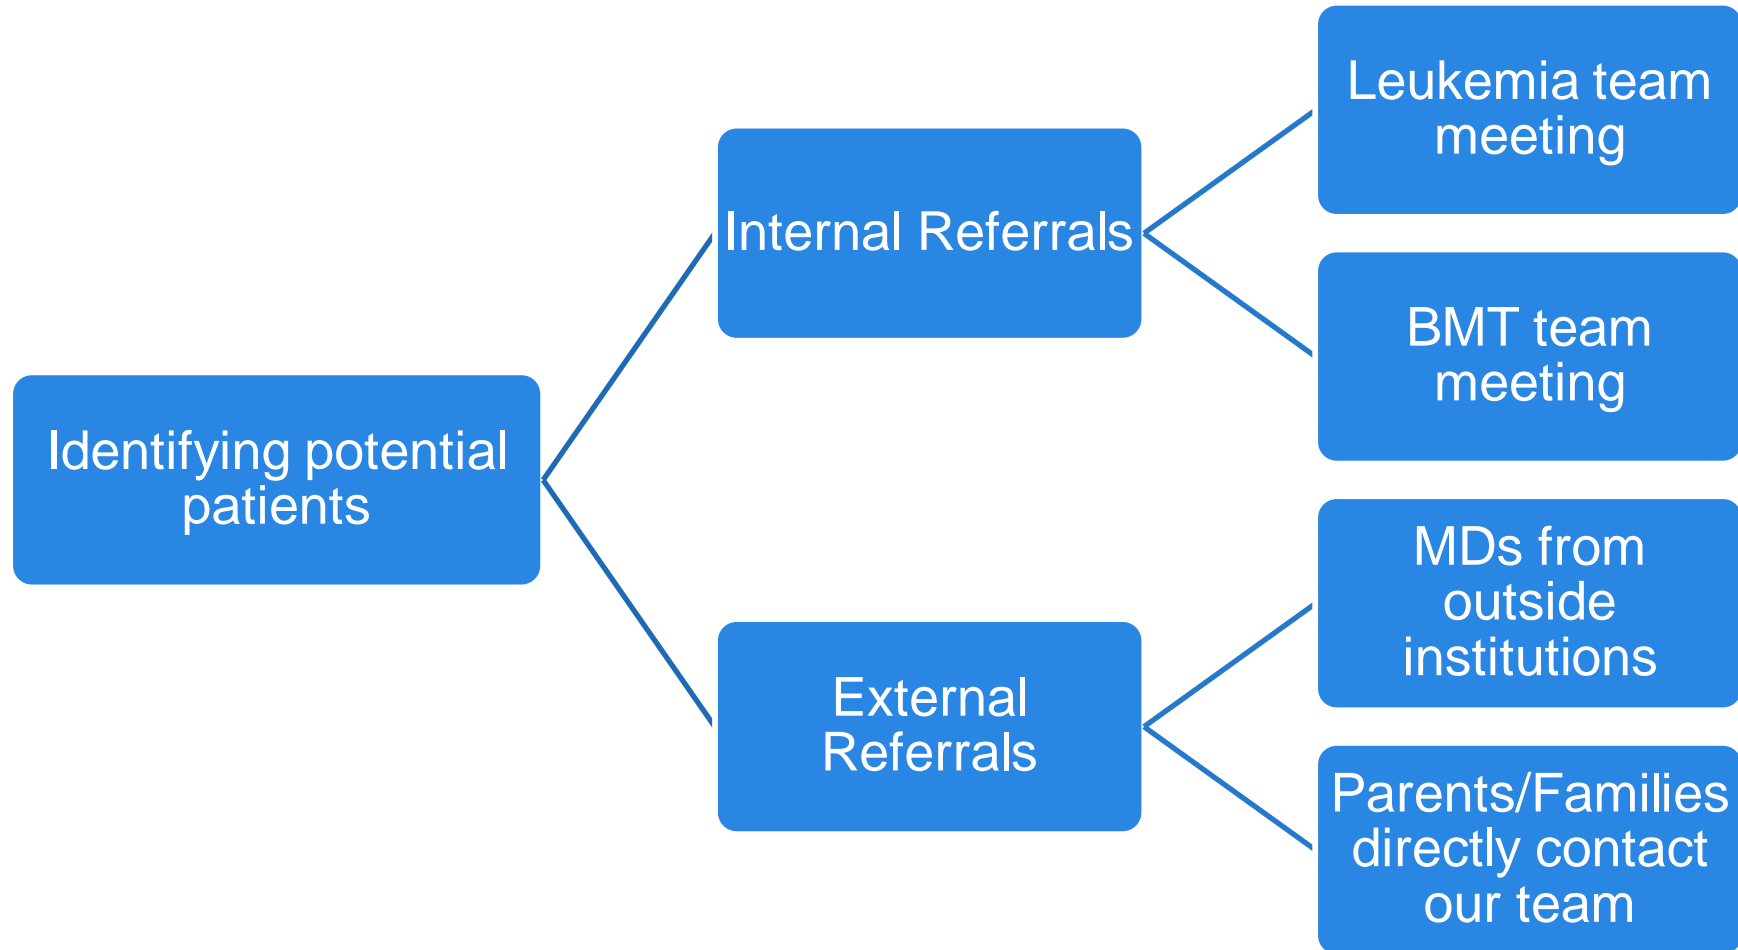 Identifying potential
patients
Internal Referrals
Leukemia team
meeting
BMT team
meeting
External
Referrals
MDs from
outside
institutions
Parents/Families
directly contact
our team